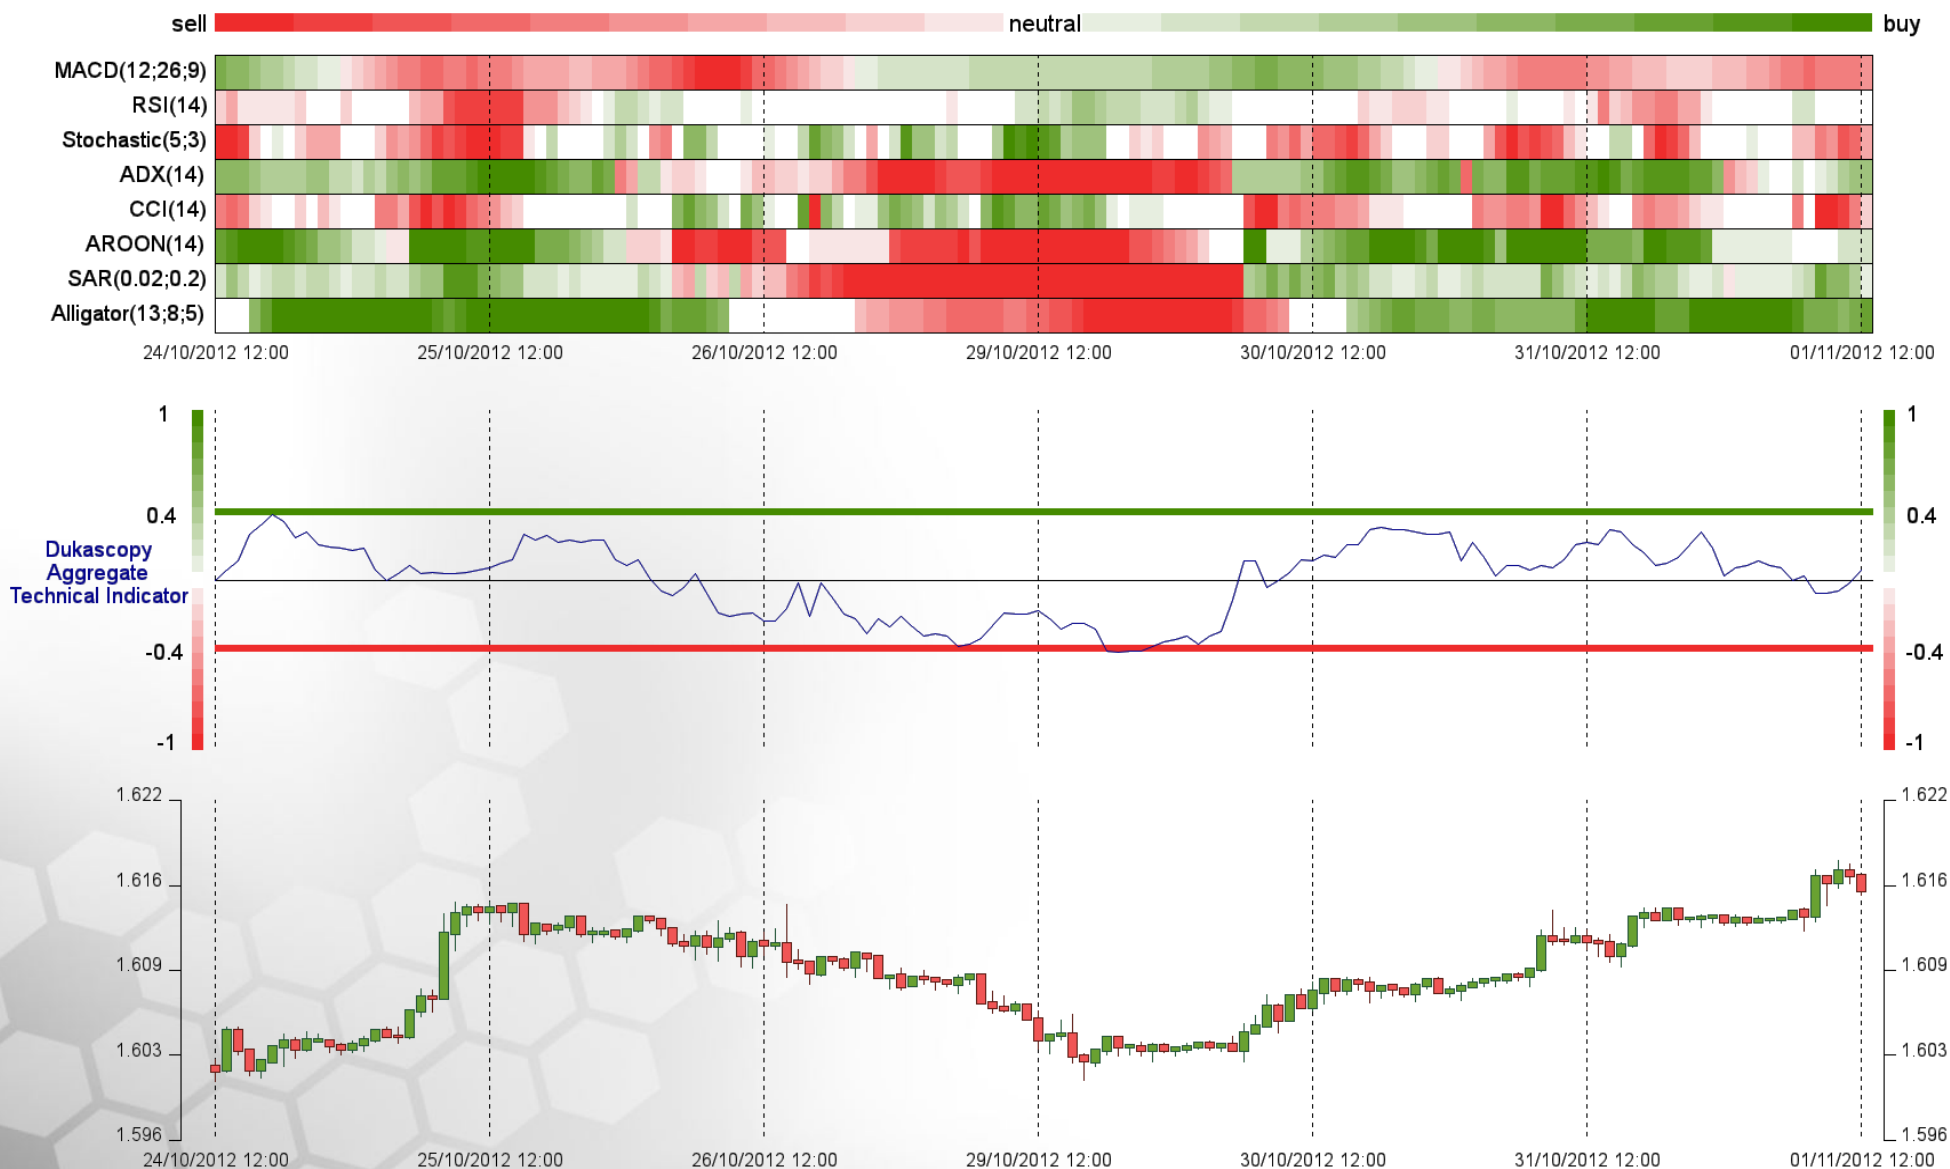 sell neutral buy
MACD(12;26;9)
RSI(14)
Stochastic(5;3)
ADX(14)
CCI(14)
AROON(14)
SAR(0.02;0.2)
Alligator(13;8;5)
24/10/2012 12:00 25/10/2012 12:00 26/10/2012 12:00 29/10/2012 12:00 30/10/2012 12:00 31/10/2012 12:00 01/11/2012 12:00
1 1
0.4 0.4
Dukascopy
Aggregate
Technical Indicator
-0.4 -0.4
-1 -1
1.622 1.622
1.616 1.616
1.609 1.609
1.603 1.603
1.596 1.596
24/10/2012 12:00 25/10/2012 12:00 26/10/2012 12:00 29/10/2012 12:00 30/10/2012 12:00 31/10/2012 12:00 01/11/2012 12:00